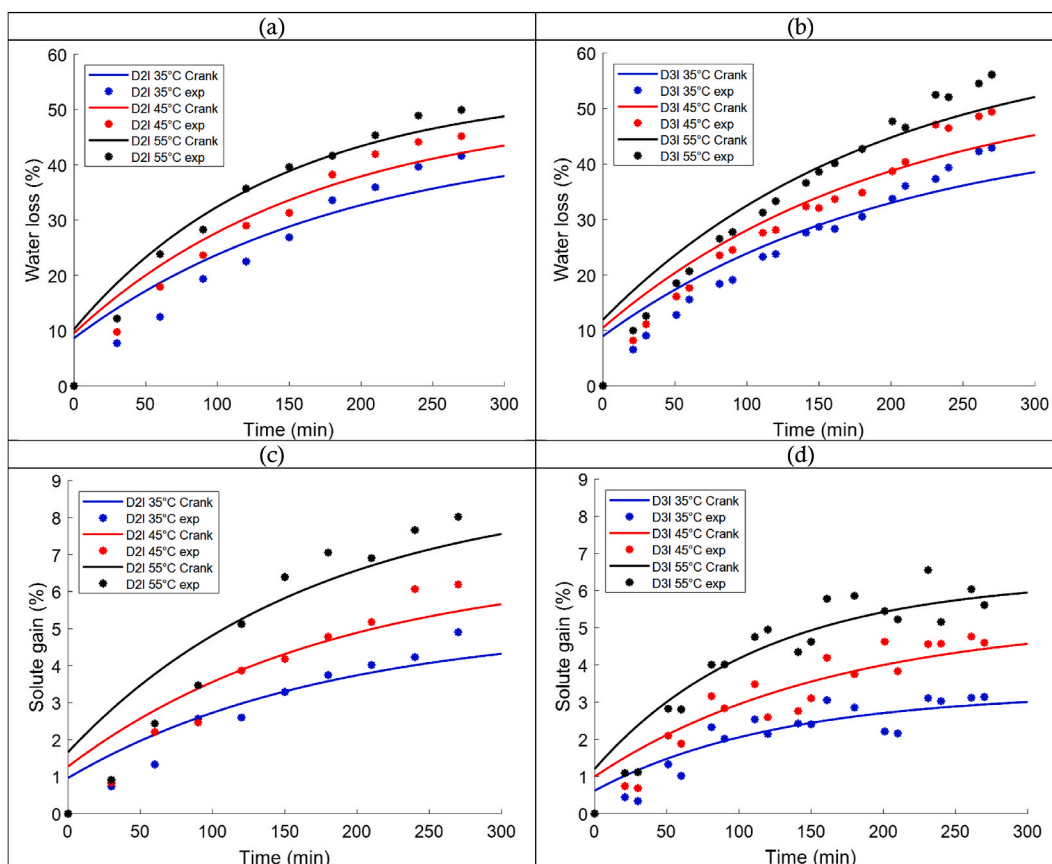 (a)
60
50
40
30
20
10
0
Water loss (%)
D2I 35°C Crank
D2I 35°C exp
D2I 45°C Crank
D2I 45°C exp
D2I 55°C Crank
D2I 55°C exp
0 50 100 150 200 250 300
Time (min)
(b)
60
50
40
30
20
10
0
Water loss (%)
D3I 35°C Crank
D3I 35°C exp
D3I 45°C Crank
D3I 45°C exp
D3I 55°C Crank
D3I 55°C exp
0 50 100 150 200 250 300
Time (min)
(c)
9
8
7
6
5
4
3
2
1
0
Solute gain (%)
D2I 35°C Crank
D2I 35°C exp
D2I 45°C Crank
D2I 45°C exp
D2I 55°C Crank
D2I 55°C exp
0 50 100 150 200 250 300
Time (min)
(d)
9
8
7
6
5
4
3
2
1
0
Solute gain (%)
D3I 35°C Crank
D3I 35°C exp
D3I 45°C Crank
D3I 45°C exp
D3I 55°C Crank
D3I 55°C exp
0 50 100 150 200 250 300
Time (min)